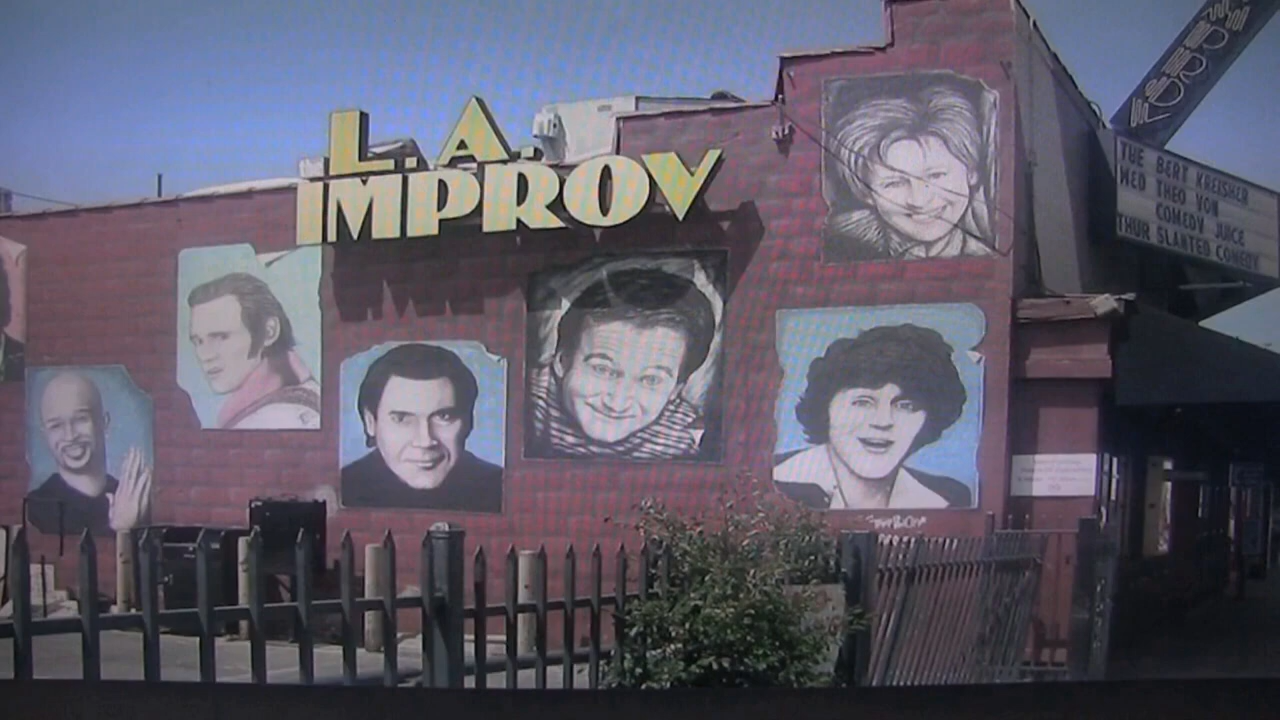 L.A.
IMPROV
TUE BERT KREISHER
WED THEO VON
COMEDY JUICE
THUR SLANTED COMEDY